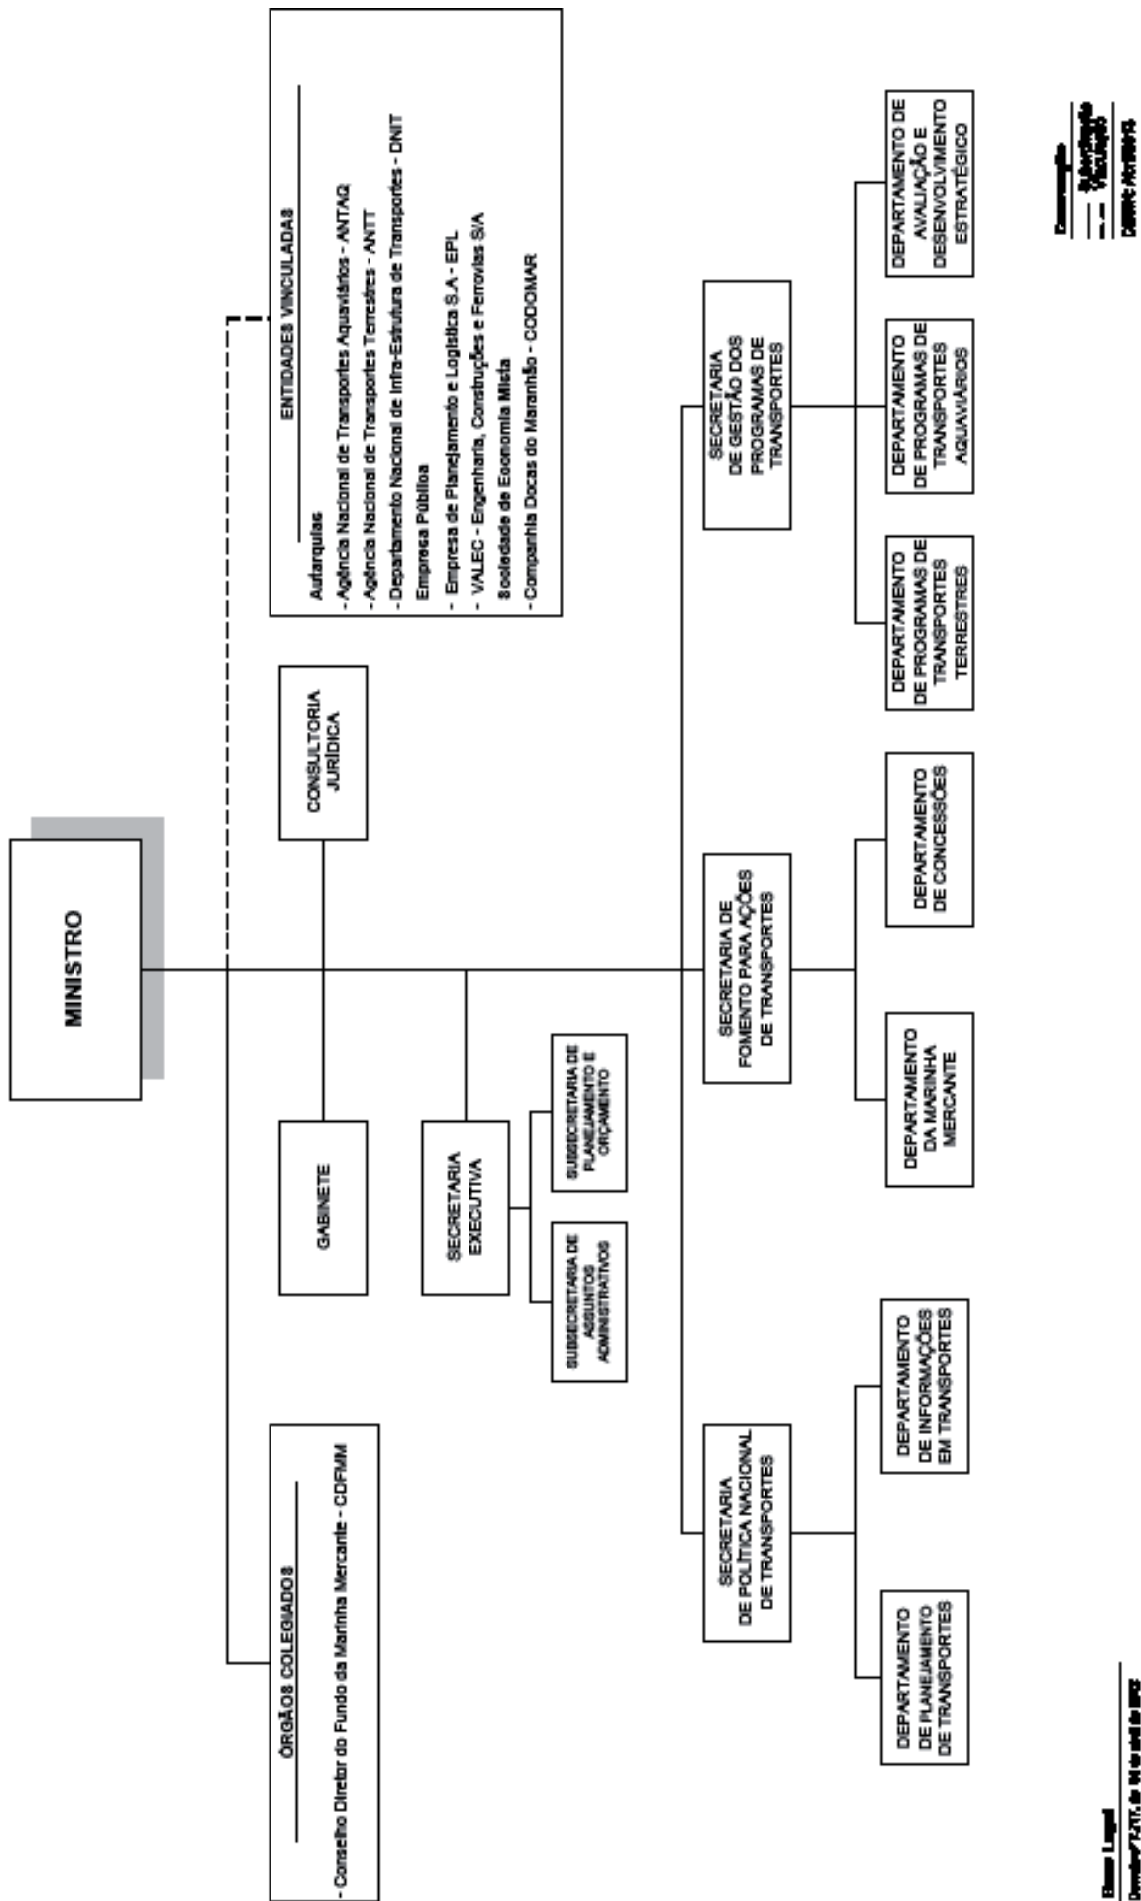 MINISTRO
ÓRGÃOS COLEGIADOS
- Conselho Diretor do Fundo da Marinha Mercante - CDFMM
GABINETE
CONSULTORIA
JURÍDICA
ENTIDADES VINCULADAS
Autarquias
- Agência Nacional de Transportes Aquaviários - ANTAQ
- Agência Nacional de Transportes Terrestres - ANTT
- Departamento Nacional de Infra-Estrutura de Transportes - DNIT
Empresa Pública
- Empresa de Planejamento e Logística S.A - EPL
- VALEC - Engenharia, Construções e Ferrovias S/A
Sociedade de Economia Mista
- Companhia Docas do Maranhão - CODOMAR
SECRETARIA
EXECUTIVA
SUBSECRETARIA DE
ASSUNTOS
ADMINISTRATIVOS
SUBSECRETARIA DE
PLANEJAMENTO E
ORÇAMENTO
SECRETARIA
DE POLÍTICA NACIONAL
DE TRANSPORTES
SECRETARIA DE
FOMENTO PARA AÇÕES
DE TRANSPORTES
SECRETARIA
DE GESTÃO DOS
PROGRAMAS DE
TRANSPORTES
DEPARTAMENTO
DE PLANEJAMENTO
DE TRANSPORTES
DEPARTAMENTO
DE INFORMAÇÕES
EM TRANSPORTES
DEPARTAMENTO
DA MARINHA
MERCANTE
DEPARTAMENTO
DE CONCESSÕES
DEPARTAMENTO
DE PROGRAMAS DE
TRANSPORTES
TERRESTRES
DEPARTAMENTO
DE PROGRAMAS DE
TRANSPORTES
AQUAVIÁRIOS
DEPARTAMENTO DE
AVALIAÇÃO E
DESENVOLVIMENTO
ESTRATÉGICO
Base Legal